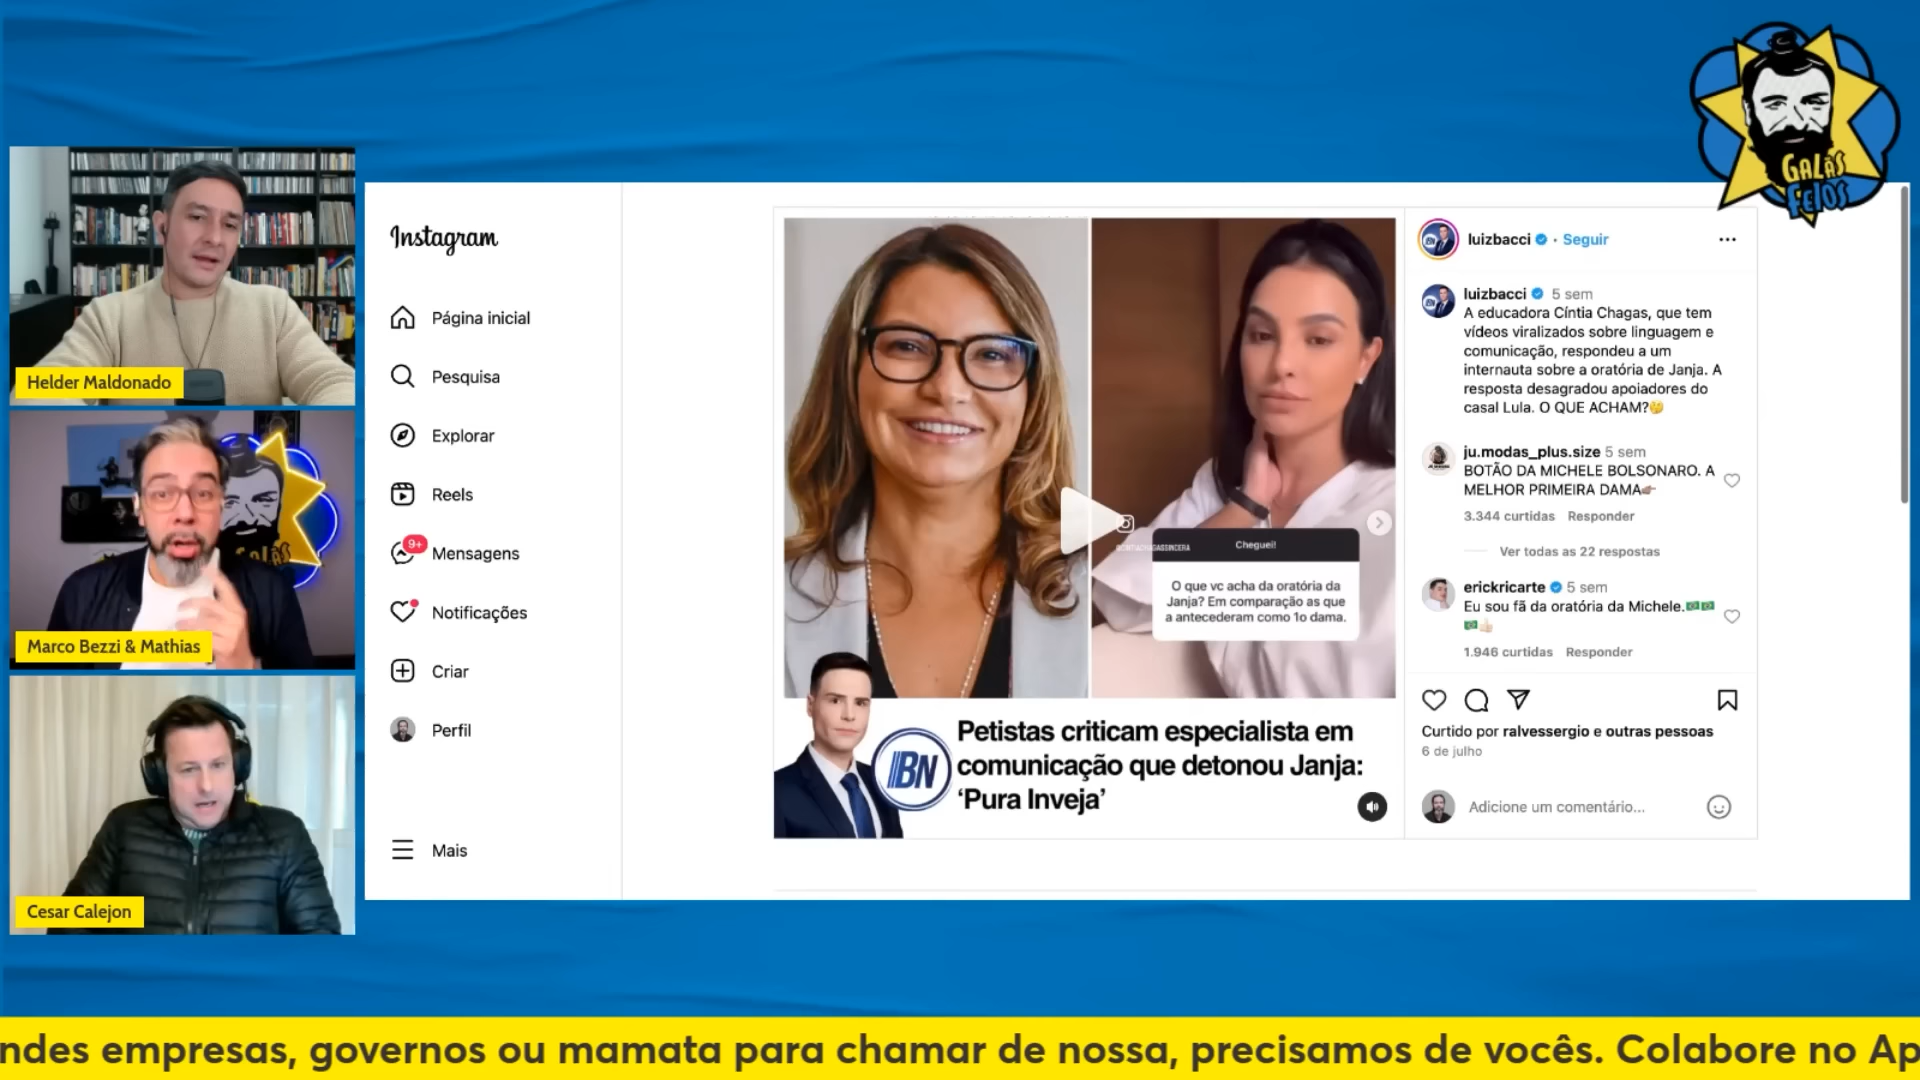 GALÃS
FEIOS
Helder Maldonado
GALÃS
Marco Bezzi & Mathias
Cesar Calejon
Instagram
Página inicial
Pesquisa
Explorar
Reels
9+
Mensagens
Notificações
Criar
Perfil
Mais
@CINTIACHAGASSINCERA
Cheguei!
O que vc acha da oratória da
Janja? Em comparação as que
a antecederam como 1o dama.
BN
Petistas criticam especialista em
comunicação que detonou Janja:
‘Pura Inveja’
luizbacci • Seguir
luizbacci 5 sem
A educadora Cíntia Chagas, que tem
vídeos viralizados sobre linguagem e
comunicação, respondeu a um
internauta sobre a oratória de Janja. A
resposta desagradou apoiadores do
casal Lula. O QUE ACHAM?🤔
ju.modas_plus.size 5 sem
BOTÃO DA MICHELE BOLSONARO. A
MELHOR PRIMEIRA DAMA
3.344 curtidas Responder
Ver todas as 22 respostas
erickricarte 5 sem
Eu sou fã da oratória da Michele.🇧🇷🇧🇷
🇧🇷👍🏻
1.946 curtidas Responder
Curtido por ralvessergio e outras pessoas
6 de julho
Adicione um comentário...
ndes empresas, governos ou mamata para chamar de nossa, precisamos de vocês. Colabore no Ap